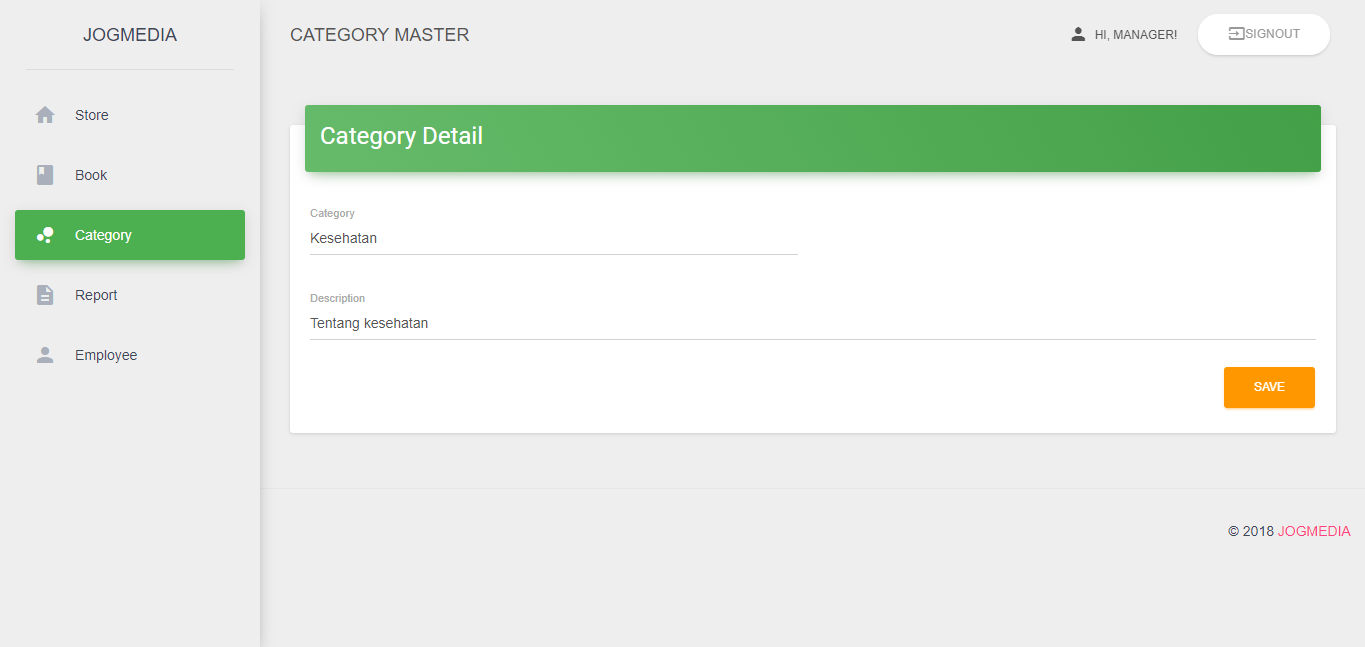 JOGMEDIA
CATEGORY MASTER
HI, MANAGER!
SIGNOUT
Store
Book
Category
Report
Employee
Category Detail
Category
Kesehatan
Description
Tentang kesehatan
SAVE
© 2018 JOGMEDIA